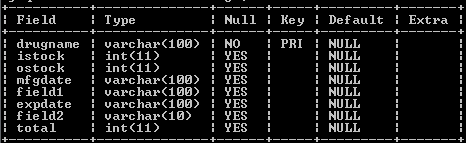 Field | Type | Null | Key | Default | Extra
drugname | varchar(100) | NO | PRI | NULL | |
istock | int(11) | YES | | NULL | |
ostock | int(11) | YES | | NULL | |
mfgdate | varchar(100) | YES | | NULL | |
field1 | varchar(100) | YES | | NULL | |
expdate | varchar(100) | YES | | NULL | |
field2 | varchar(10) | YES | | NULL | |
total | int(11) | YES | | NULL | |